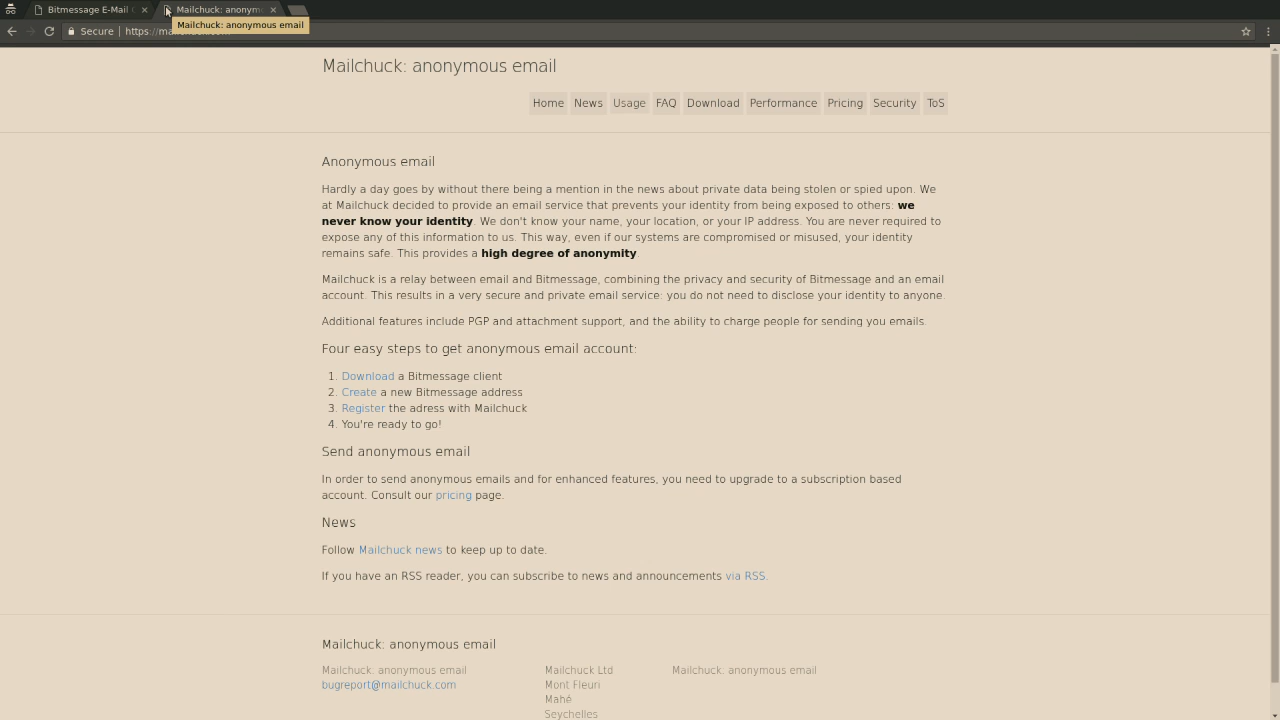 Bitmessage E-Mail
Mailchuck: anonym
Mailchuck: anonymous email
Secure
https://
Mailchuck: anonymous email
Home News Usage FAQ Download Performance Pricing Security ToS
Anonymous email
Hardly a day goes by without there being a mention in the news about private data being stolen or spied upon. We
at Mailchuck decided to provide an email service that prevents your identity from being exposed to others: we
never know your identity. We don't know your name, your location, or your IP address. You are never required to
expose any of this information to us. This way, even if our systems are compromised or misused, your identity
remains safe. This provides a high degree of anonymity.
Mailchuck is a relay between email and Bitmessage, combining the privacy and security of Bitmessage and an email
account. This results in a very secure and private email service: you do not need to disclose your identity to anyone.
Additional features include PGP and attachment support, and the ability to charge people for sending you emails.
Four easy steps to get anonymous email account:
1. Download a Bitmessage client
2. Create a new Bitmessage address
3. Register the adress with Mailchuck
4. You're ready to go!
Send anonymous email
In order to send anonymous emails and for enhanced features, you need to upgrade to a subscription based
account. Consult our pricing page.
News
Follow Mailchuck news to keep up to date.
If you have an RSS reader, you can subscribe to news and announcements via RSS.
Mailchuck: anonymous email
Mailchuck: anonymous email
bugreport@mailchuck.com
Mailchuck Ltd
Mont Fleuri
Mahé
Seychelles
Mailchuck: anonymous email